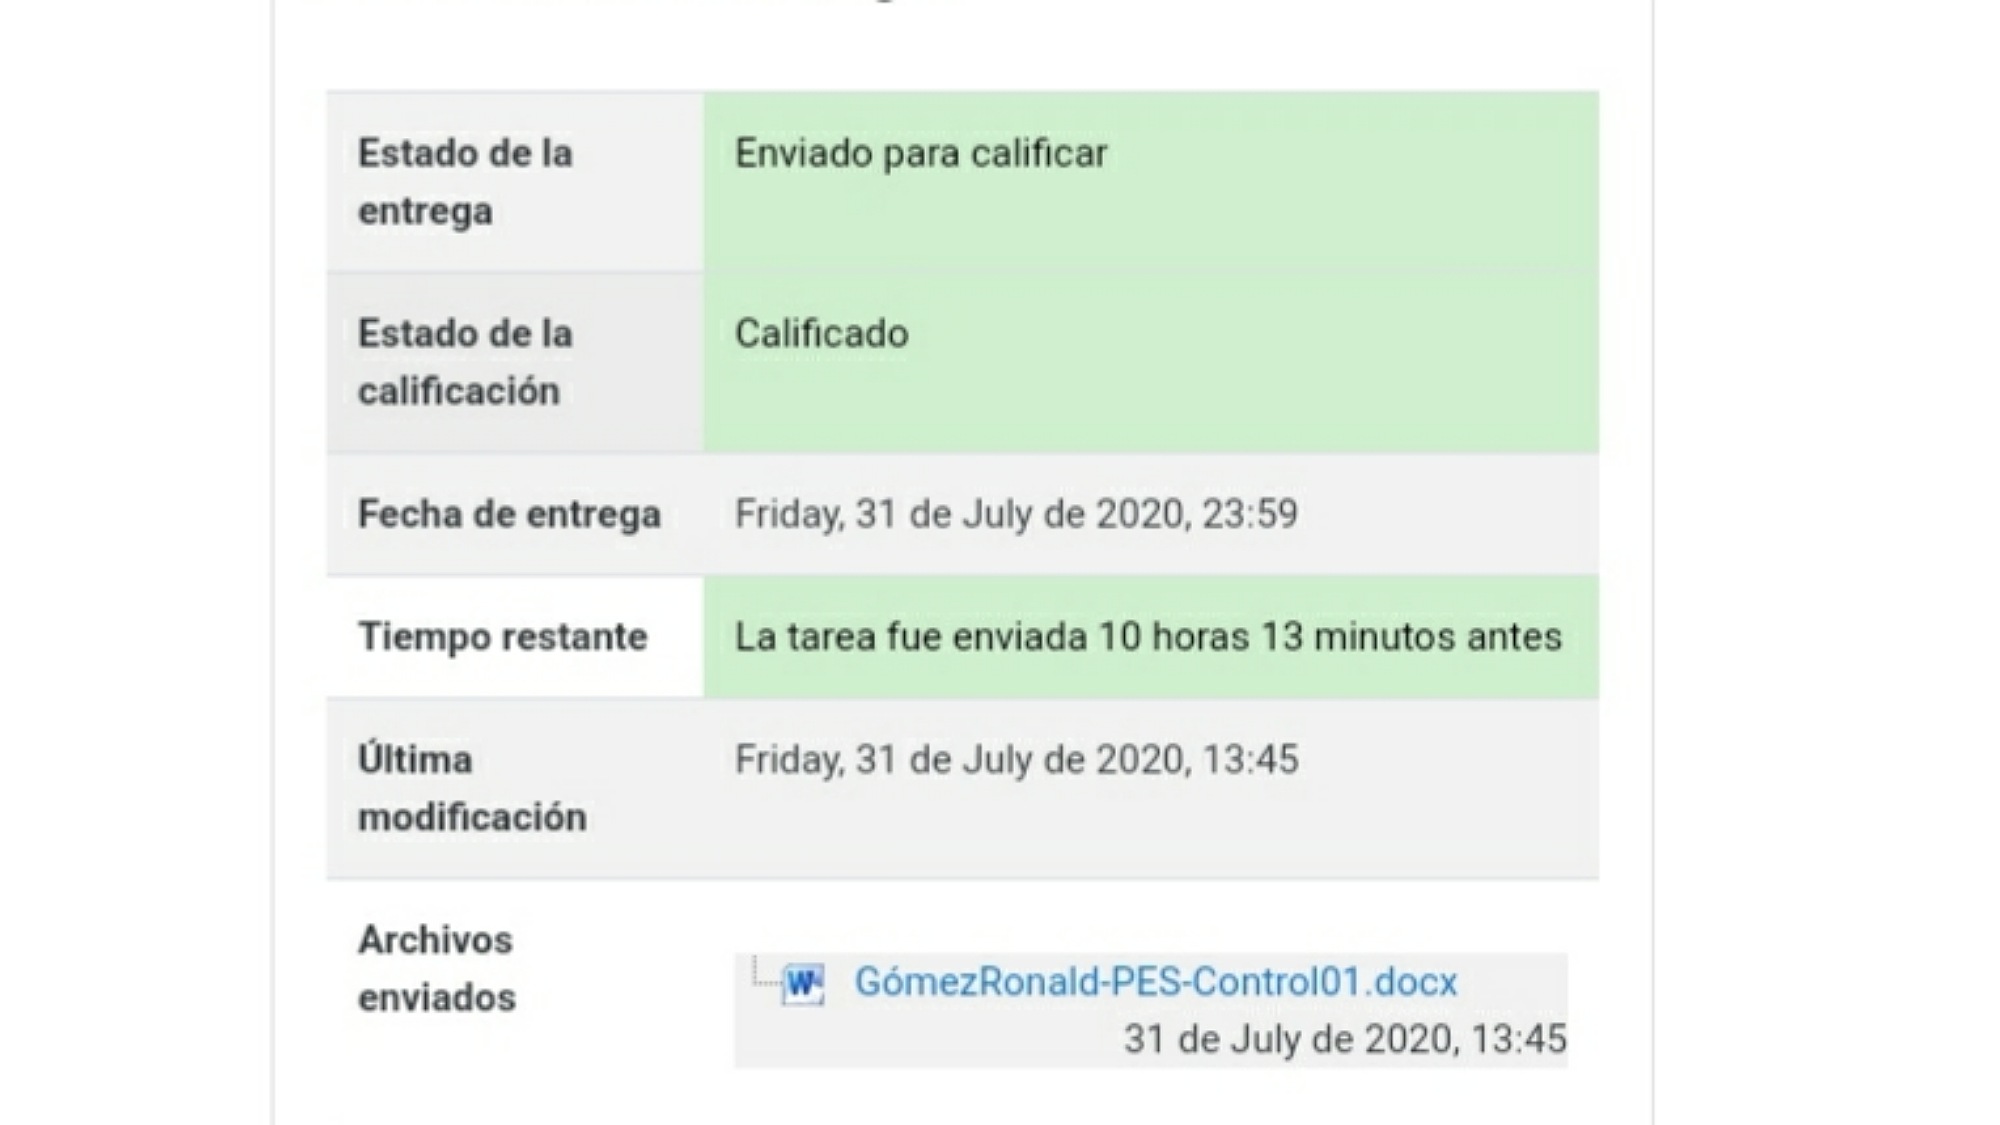 Estado de la
entrega
Enviado para calificar
Estado de la
calificación
Calificado
Fecha de entrega
Friday, 31 de July de 2020, 23:59
Tiempo restante
La tarea fue enviada 10 horas 13 minutos antes
Última
modificación
Friday, 31 de July de 2020, 13:45
Archivos
enviados
GómezRonald-PES-Control01.docx
31 de July de 2020, 13:45